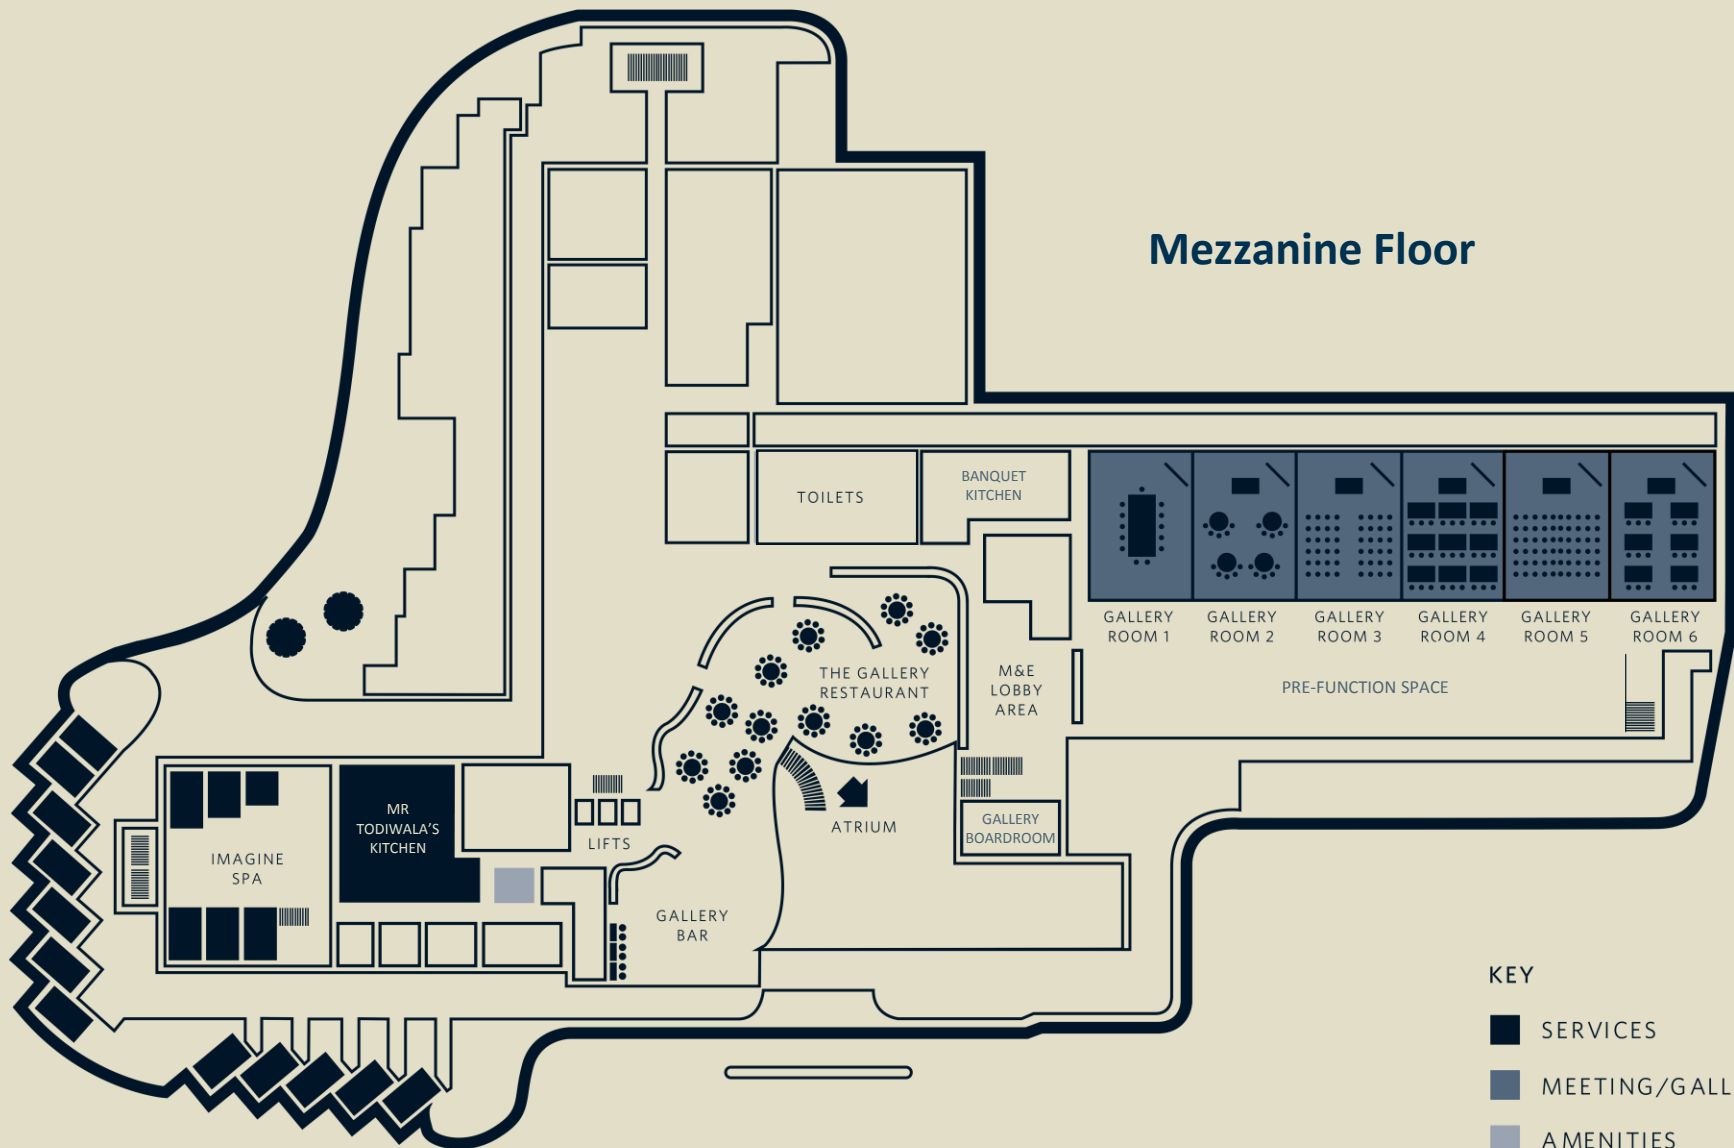 Mezzanine Floor
TOILETS
BANQUET
KITCHEN
GALLERY
ROOM 1
GALLERY
ROOM 2
GALLERY
ROOM 3
GALLERY
ROOM 4
GALLERY
ROOM 5
GALLERY
ROOM 6
THE GALLERY
RESTAURANT
M&E
LOBBY
AREA
PRE-FUNCTION SPACE
MR
TODIWALA'S
KITCHEN
IMAGINE
SPA
LIFTS
ATRIUM
GALLERY
BOARDROOM
GALLERY
BAR
KEY
SERVICES
MEETING/GALL
AMENITIES